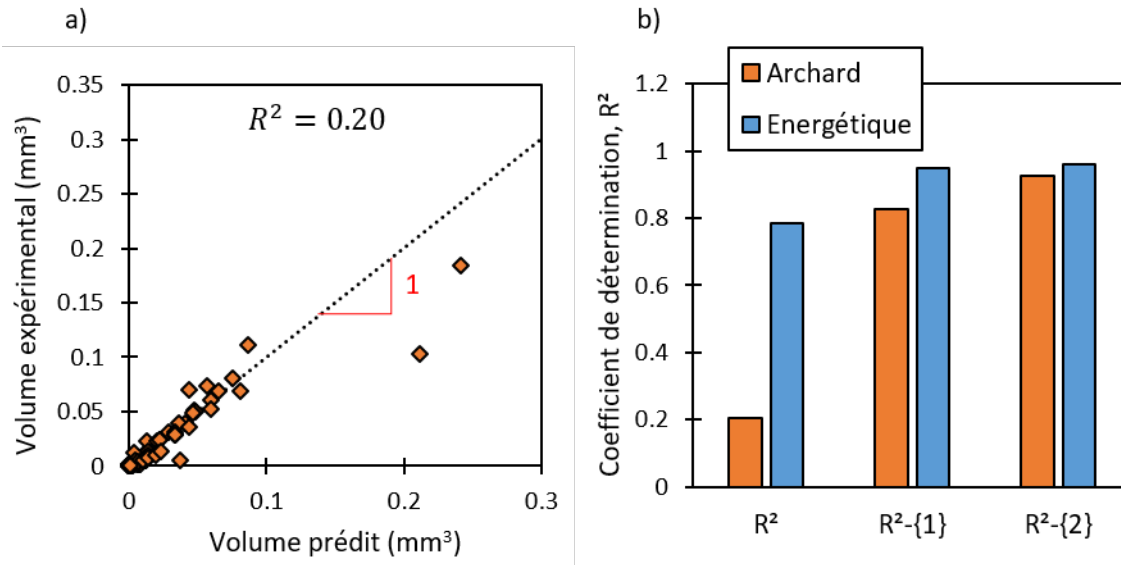 a)
R² = 0.20
Volume expérimental (mm³)
0.35
0.3
0.25
0.2
0.15
0.1
0.05
0
1
0
0.1
0.2
0.3
Volume prédit (mm³)
b)
Archard
Energétique
Coefficient de détermination, R²
1.2
1
0.8
0.6
0.4
0.2
0
R²
R²-{1}
R²-{2}